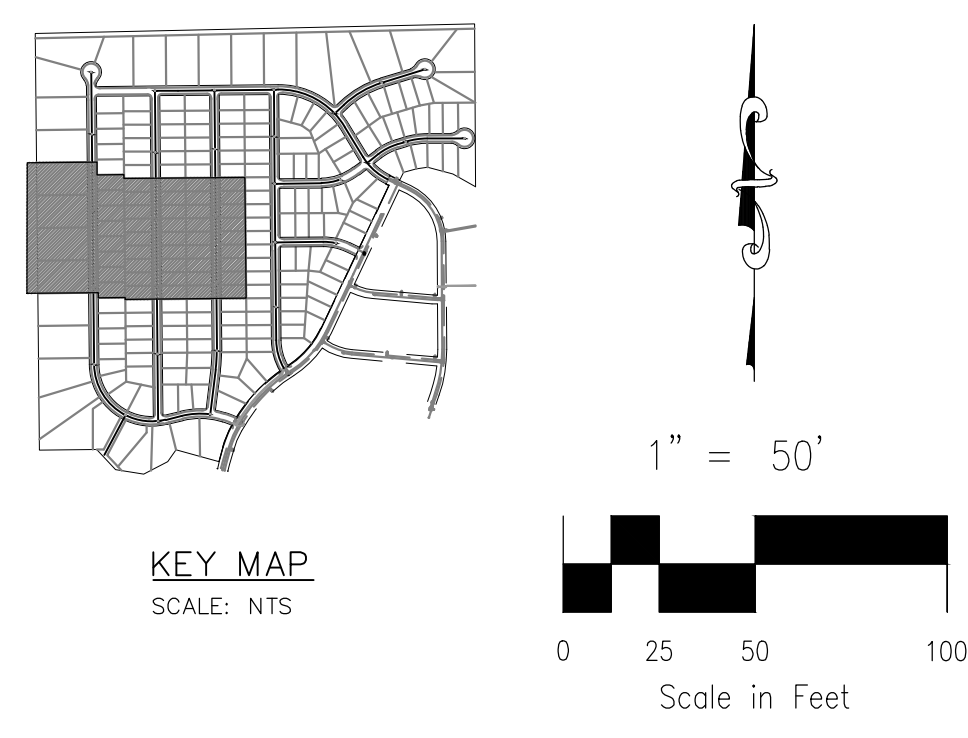 1” = 50’
KEY MAP
SCALE: NTS
0 25 50 100
Scale in Feet